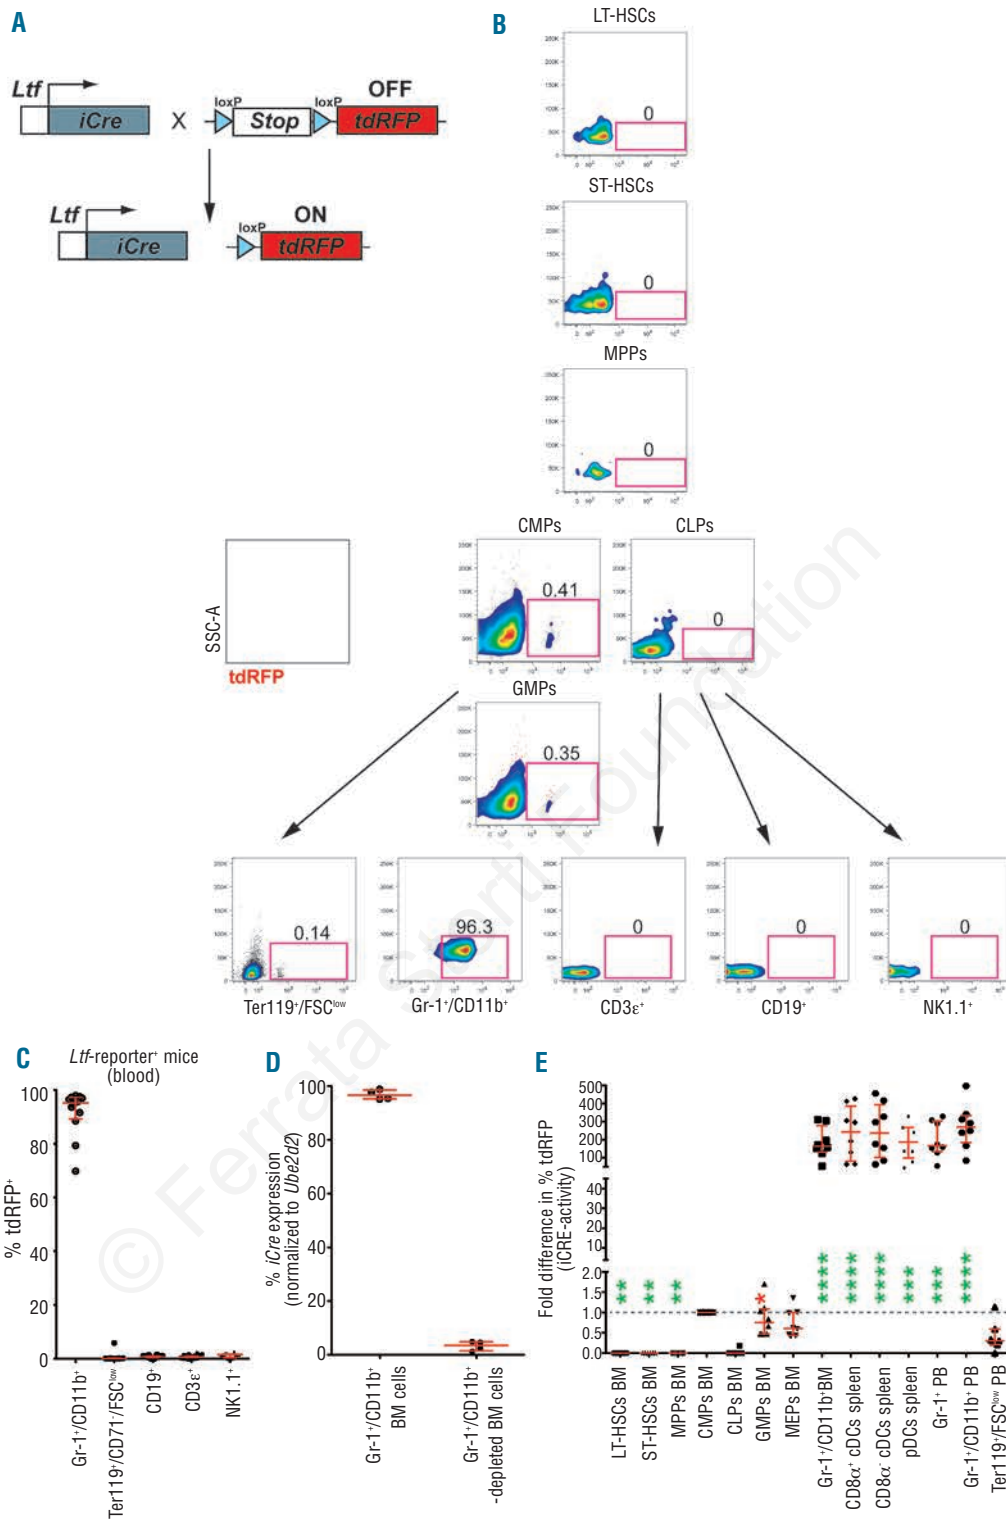 A
Ltf
iCre
X
loxP
Stop
loxP
OFF
tdRFP
Ltf
iCre
loxP
ON
tdRFP
B
LT-HSCs
0
ST-HSCs
0
MPPs
0
SSC-A
tdRFP
CMPs
0.41
CLPs
0
GMPs
0.35
0.14
Ter119⁺/FSCˡᵒʷ
96.3
Gr-1⁺/CD11b⁺
0
CD3ε⁺
0
CD19⁺
0
NK1.1⁺
C
Ltf-reporter⁺ mice
(blood)
% tdRFP⁺
100
80
60
40
20
0
Gr-1⁺/CD11b⁺
Ter119⁺/CD71⁻/FSCˡᵒʷ
CD19⁺
CD3ε⁺
NK1.1⁺
D
% iCre expression
(normalized to Ube2d2)
100
80
60
40
20
0
Gr-1⁺/CD11b⁺
BM cells
Gr-1⁺/CD11b⁺
-depleted BM cells
E
Fold difference in % tdRFP
(iCRE-activity)
500
400
300
200
100
40
30
20
10
2.0
1.5
1.0
0.5
0.0
LT-HSCs BM
ST-HSCs BM
MPPs BM
CMPs BM
CLPs BM
GMPs BM
MEPs BM
Gr-1⁺/CD11b⁺BM
CD8α⁺ cDCs spleen
CD8α⁻ cDCs spleen
pDCs spleen
Gr-1⁺ PB
Gr-1⁺/CD11b⁺ PB
Ter119⁺/FSCˡᵒʷ PB
© Ferrata Storti Foundation